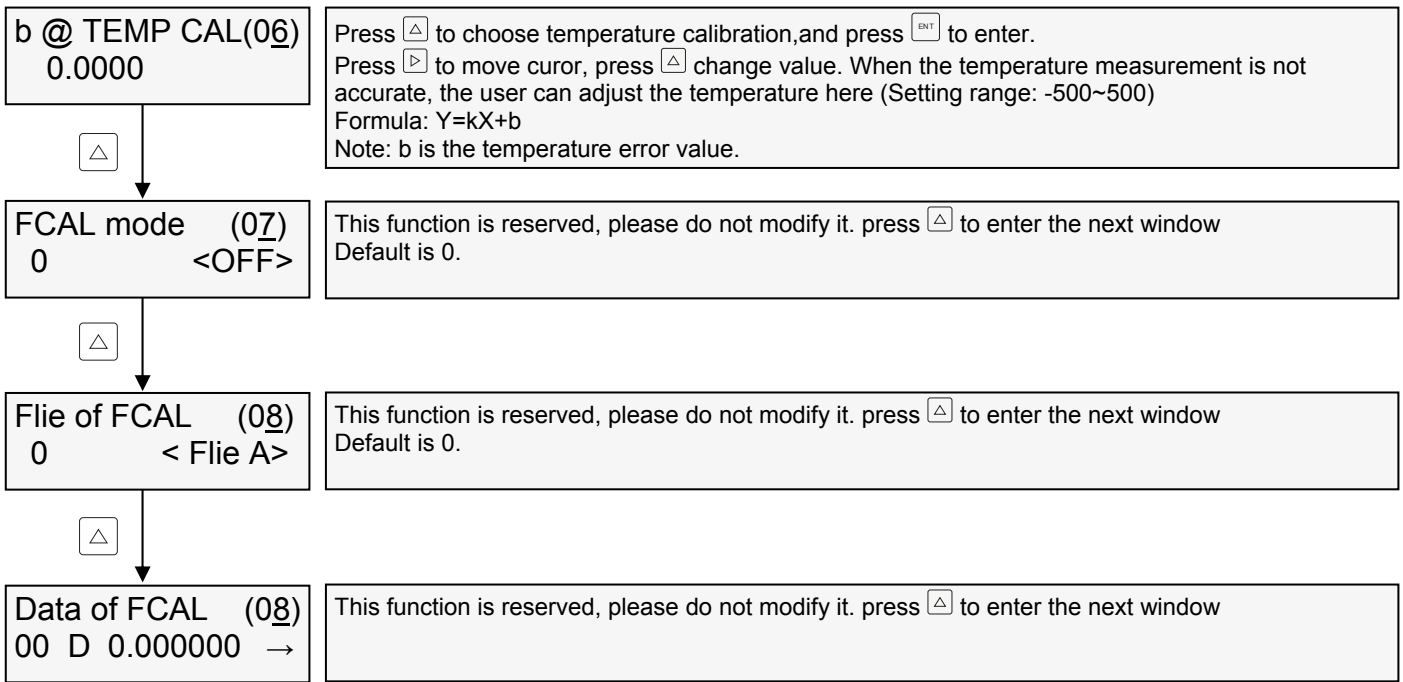 b @ TEMP CAL(06)
0.0000
Press △ to choose temperature calibration,and press ENT to enter.
Press ▷ to move curor, press △ change value. When the temperature measurement is not
accurate, the user can adjust the temperature here (Setting range: -500~500)
Formula: Y=kX+b
Note: b is the temperature error value.
△
FCAL mode (07)
0 <OFF>
This function is reserved, please do not modify it. press △ to enter the next window
Default is 0.
△
Flie of FCAL (08)
0 < Flie A>
This function is reserved, please do not modify it. press △ to enter the next window
Default is 0.
△
Data of FCAL (08)
00 D 0.000000 →
This function is reserved, please do not modify it. press △ to enter the next window